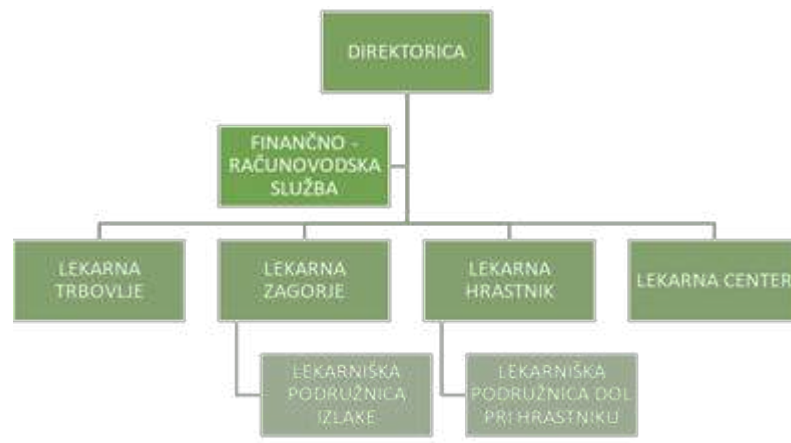 DIREKTORICA
FINANČNO -
RAČUNOVODSKA
SLUŽBA
LEKARNA
TRBOVLJE
LEKARNA
ZAGORJE
LEKARNA
HRASTNIK
LEKARNA CENTER
LEKARNIŠKA
PODRUŽNICA
IZLAKE
LEKARNIŠKA
PODRUŽNICA DOL
PRI HRASTNIKU